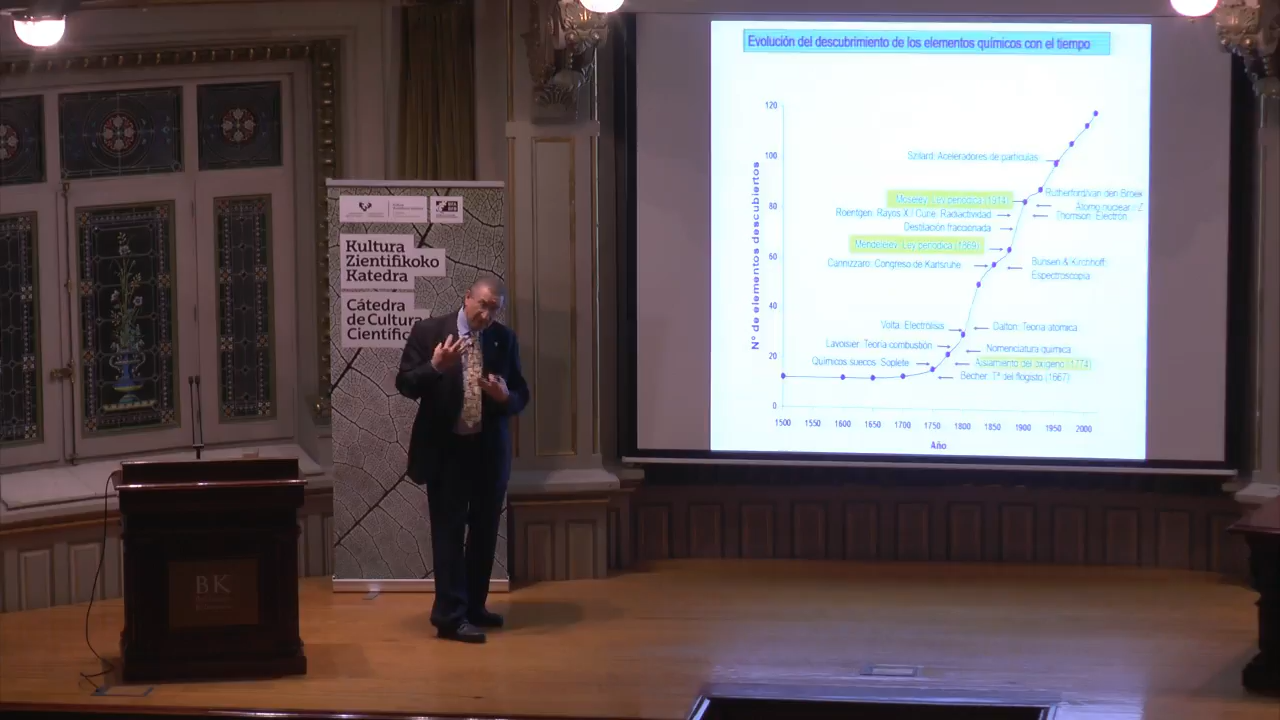 Evolución del descubrimiento de los elementos químicos con el tiempo
120
100
80
60
40
20
0
Nº de elementos descubiertos
Szilard: Aceleradores de partículas
Moseley: Ley periódica (1914)
Rutherford/van den Broek
Átomo nuclear / Z
Roentgen: Rayos X / Curie: Radiactividad
Thomson: Electrón
Destilación fraccionada
Mendeleiev: Ley periódica (1869)
Cannizzaro: Congreso de Karlsruhe
Bunsen & Kirchhoff:
Espectroscopia
Volta: Electrólisis
Dalton: Teoría atómica
Lavoisier: Teoría combustión
Nomenclatura química
Químicos suecos: Soplete
Aislamiento del oxígeno (1774)
Becher: Tª del flogisto (1667)
1500 1550 1600 1650 1700 1750 1800 1850 1900 1950 2000
Año
Kultura
Zientifikoko
Katedra
Cátedra
de Cultura
Científic
BK